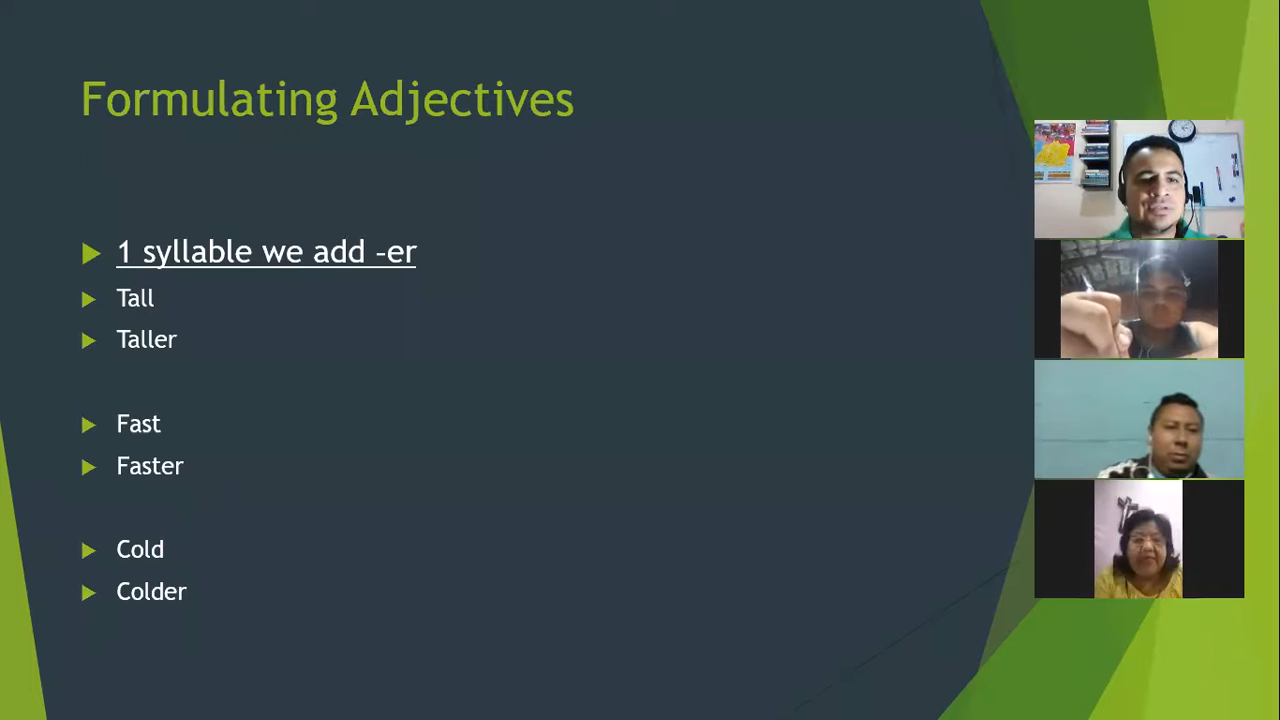 Formulating Adjectives
1 syllable we add –er
Tall
Taller
Fast
Faster
Cold
Colder